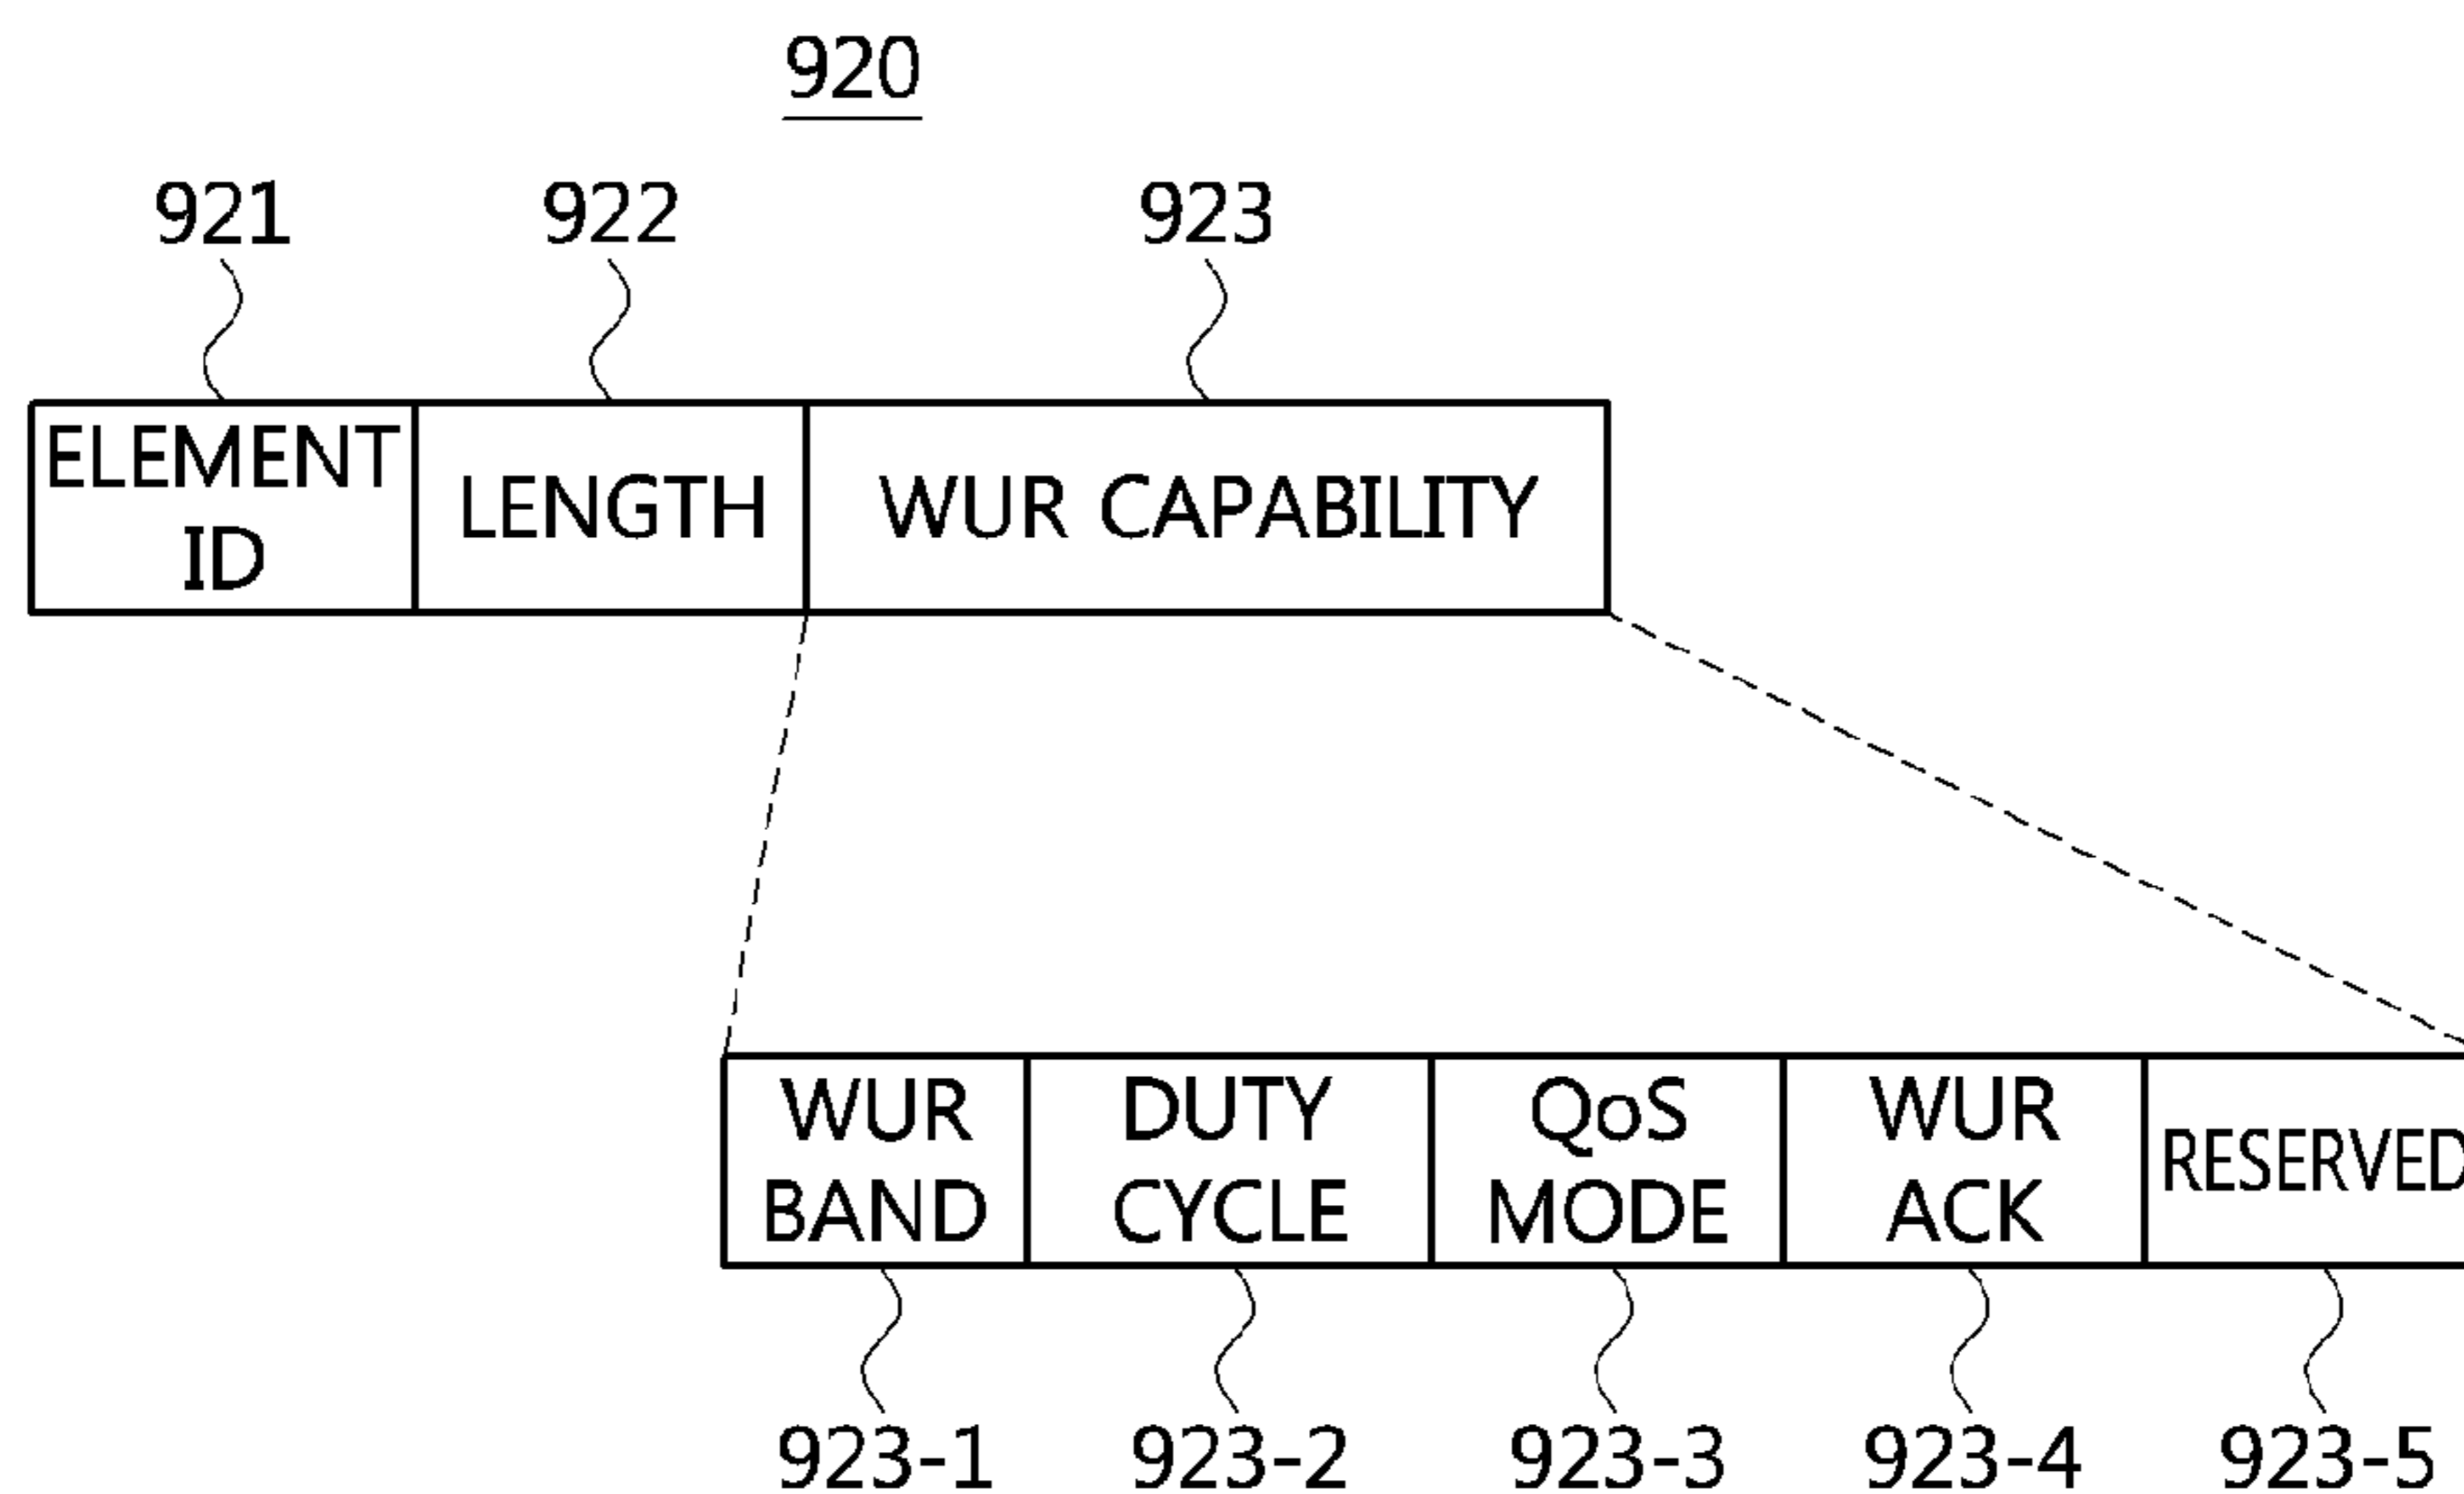 920
921 922 923
ELEMENT
ID
LENGTH
WUR CAPABILITY
WUR
BAND
DUTY
CYCLE
QoS
MODE
WUR
ACK
RESERVED
923-1 923-2 923-3 923-4 923-5